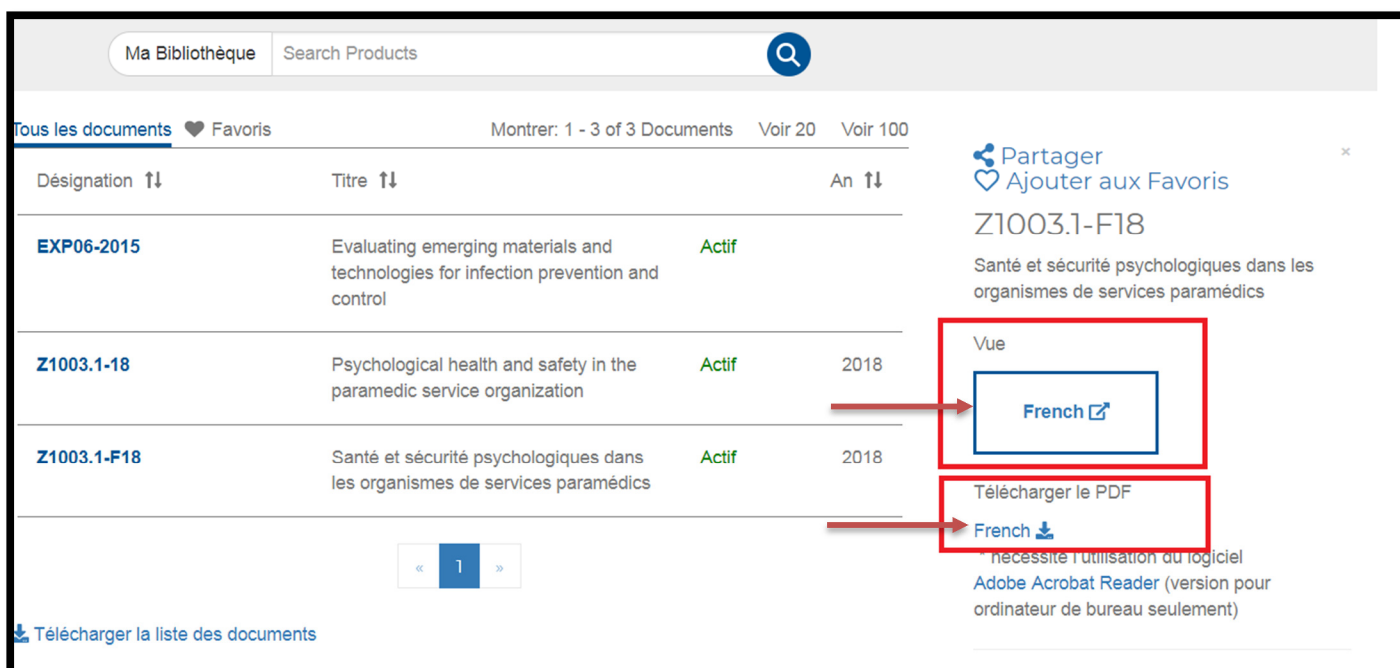 Ma Bibliothèque Search Products
Tous les documents Favoris Montrer: 1 - 3 of 3 Documents Voir 20 Voir 100
Désignation Titre An
EXP06-2015 Evaluating emerging materials and Actif
technologies for infection prevention and
control
Z1003.1-18 Psychological health and safety in the Actif 2018
paramedic service organization
Z1003.1-F18 Santé et sécurité psychologiques dans Actif 2018
les organismes de services paramédics
« 1 »
Télécharger la liste des documents
Partager ×
Ajouter aux Favoris
Z1003.1-F18
Santé et sécurité psychologiques dans les
organismes de services paramédics
Vue
French
Télécharger le PDF
French
* nécessite l'utilisation du logiciel
Adobe Acrobat Reader (version pour
ordinateur de bureau seulement)